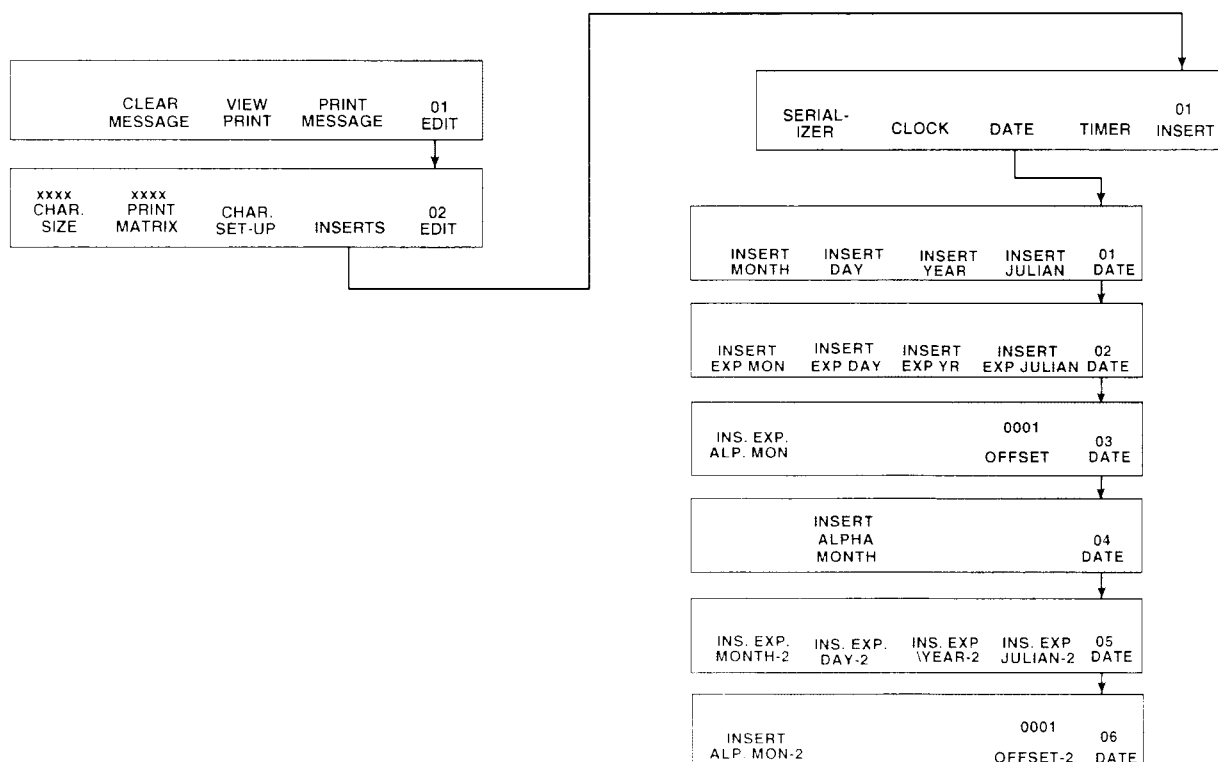 CLEAR MESSAGE
VIEW PRINT
PRINT MESSAGE
01 EDIT
xxxx CHAR. SIZE
xxxx PRINT MATRIX
CHAR. SET-UP
INSERTS
02 EDIT
SERIAL-IZER
CLOCK
DATE
TIMER
01 INSERT
INSERT MONTH
INSERT DAY
INSERT YEAR
INSERT JULIAN
01 DATE
INSERT EXP MON
INSERT EXP DAY
INSERT EXP YR
INSERT EXP JULIAN
02 DATE
INS. EXP. ALP. MON
0001 OFFSET
03 DATE
INSERT ALPHA MONTH
04 DATE
INS. EXP. MONTH-2
INS. EXP. DAY-2
INS. EXP \YEAR-2
INS. EXP JULIAN-2
05 DATE
INSERT ALP. MON-2
0001 OFFSET-2
06 DATE